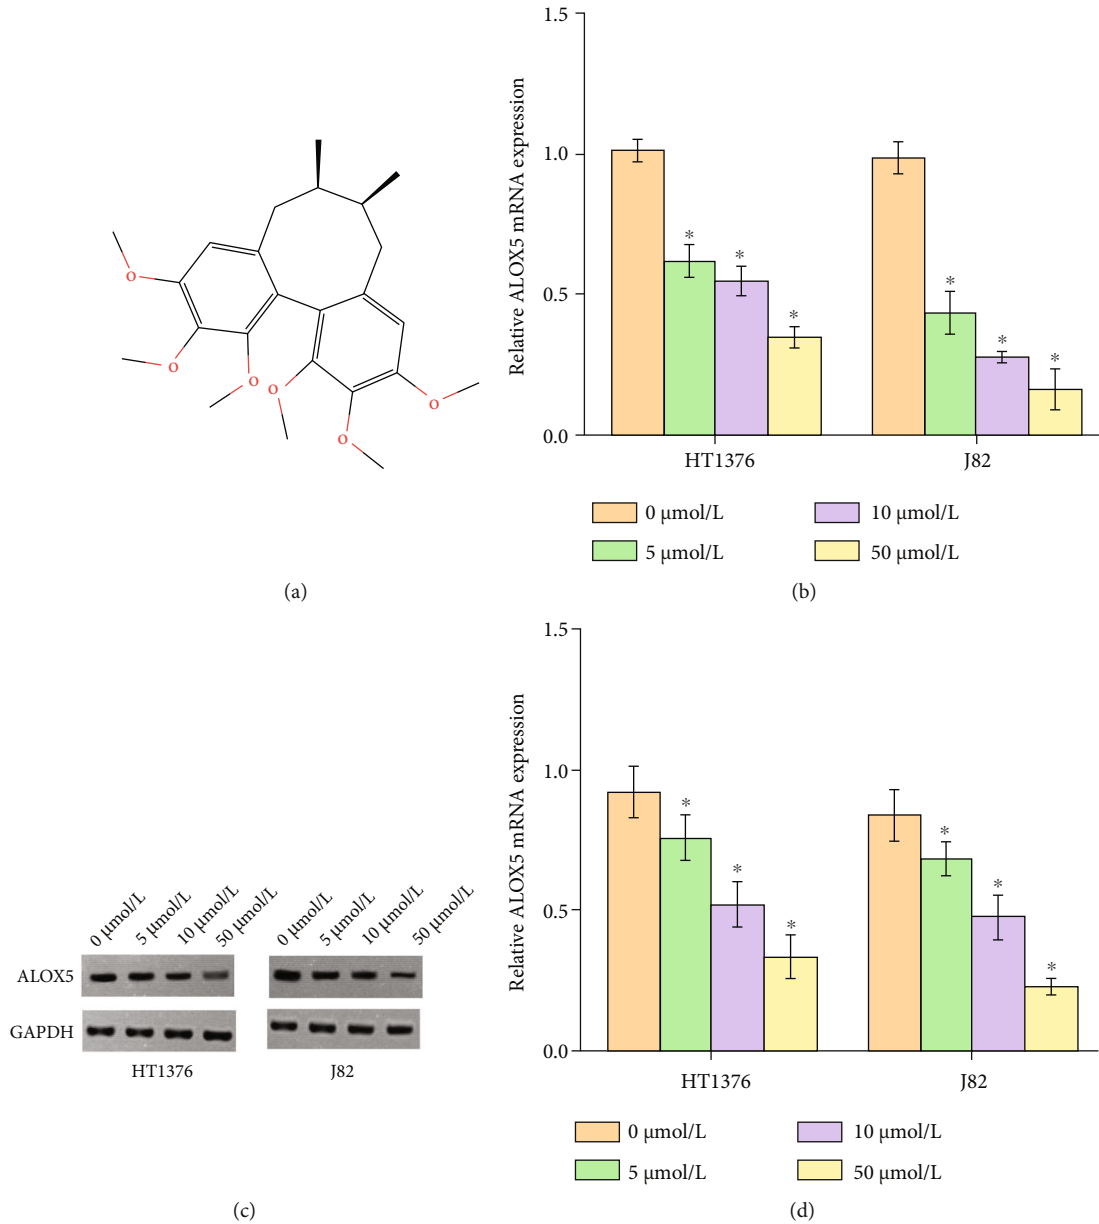 O
O
O
O
O
O
(a)
1.5
1.0
0.5
0.0
Relative ALOX5 mRNA expression
*
*
*
*
*
*
HT1376
J82
0 μmol/L
10 μmol/L
5 μmol/L
50 μmol/L
(b)
0 μmol/L
5 μmol/L
10 μmol/L
50 μmol/L
0 μmol/L
5 μmol/L
10 μmol/L
50 μmol/L
ALOX5
GAPDH
HT1376
J82
(c)
1.5
1.0
0.5
0.0
Relative ALOX5 mRNA expression
*
*
*
*
*
*
HT1376
J82
0 μmol/L
10 μmol/L
5 μmol/L
50 μmol/L
(d)